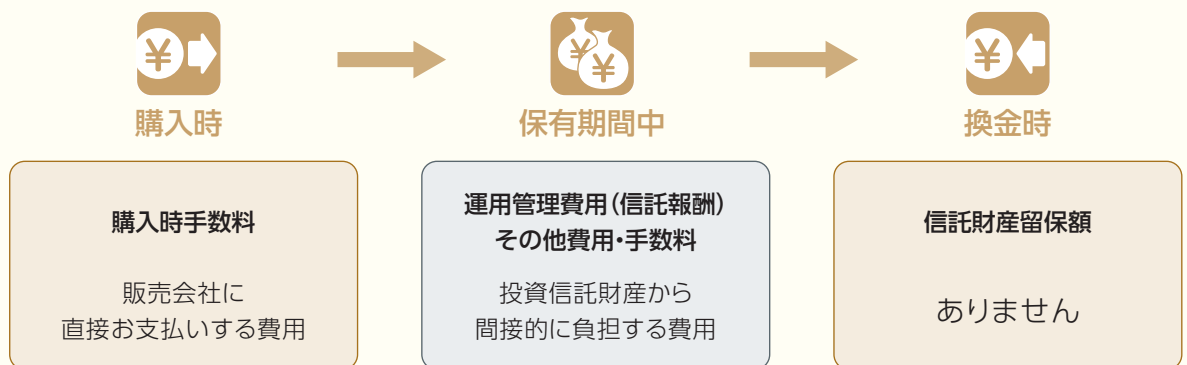 ¥
¥
¥
¥
購入時
保有期間中
換金時
購入時手数料
販売会社に
直接お支払いする費用
運用管理費用(信託報酬)
その他費用・手数料
投資信託財産から
間接的に負担する費用
信託財産留保額
ありません